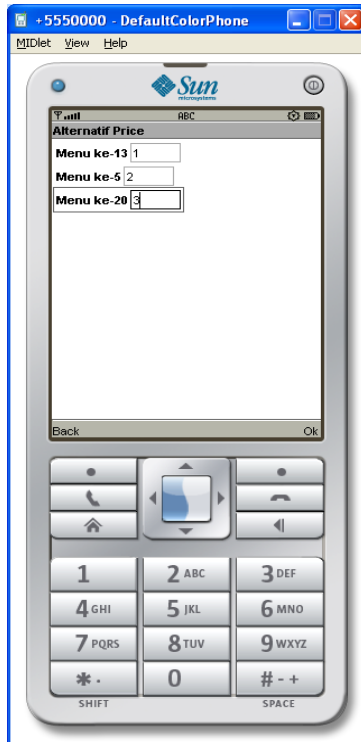 +5550000 - DefaultColorPhone
MIDlet View Help
Sun
microsystems
ABC
Alternatif Price
Menu ke-13 1
Menu ke-5 2
Menu ke-20 3
Back Ok
1 2 ABC 3 DEF
4 GHI 5 JKL 6 MNO
7 PQRS 8 TUV 9 WXYZ
* . 0 # - +
SHIFT SPACE